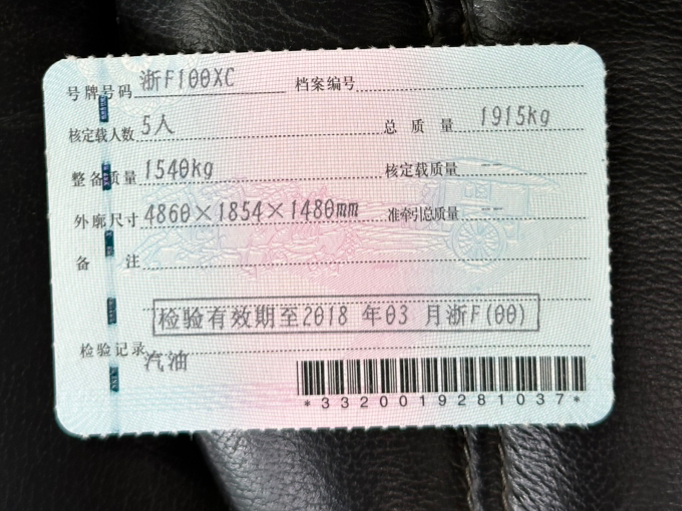 号牌号码 浙F100XC 档案编号
核定载人数 5人 总质量 1915kg
整备质量 1540kg 核定载质量 --
外廓尺寸 4860×1854×1480mm 准牵引总质量 --
备注
检验有效期至2018 年03 月浙F(00)
检验记录
汽油
*3320019281037*